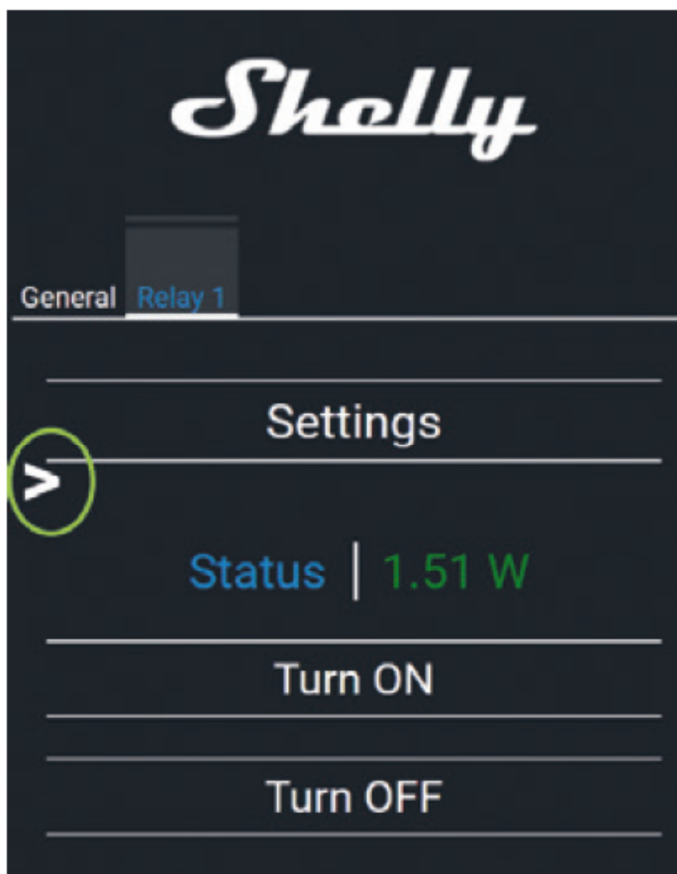 Shelly
General Relay 1
Settings
>
Status | 1.51 W
Turn ON
Turn OFF